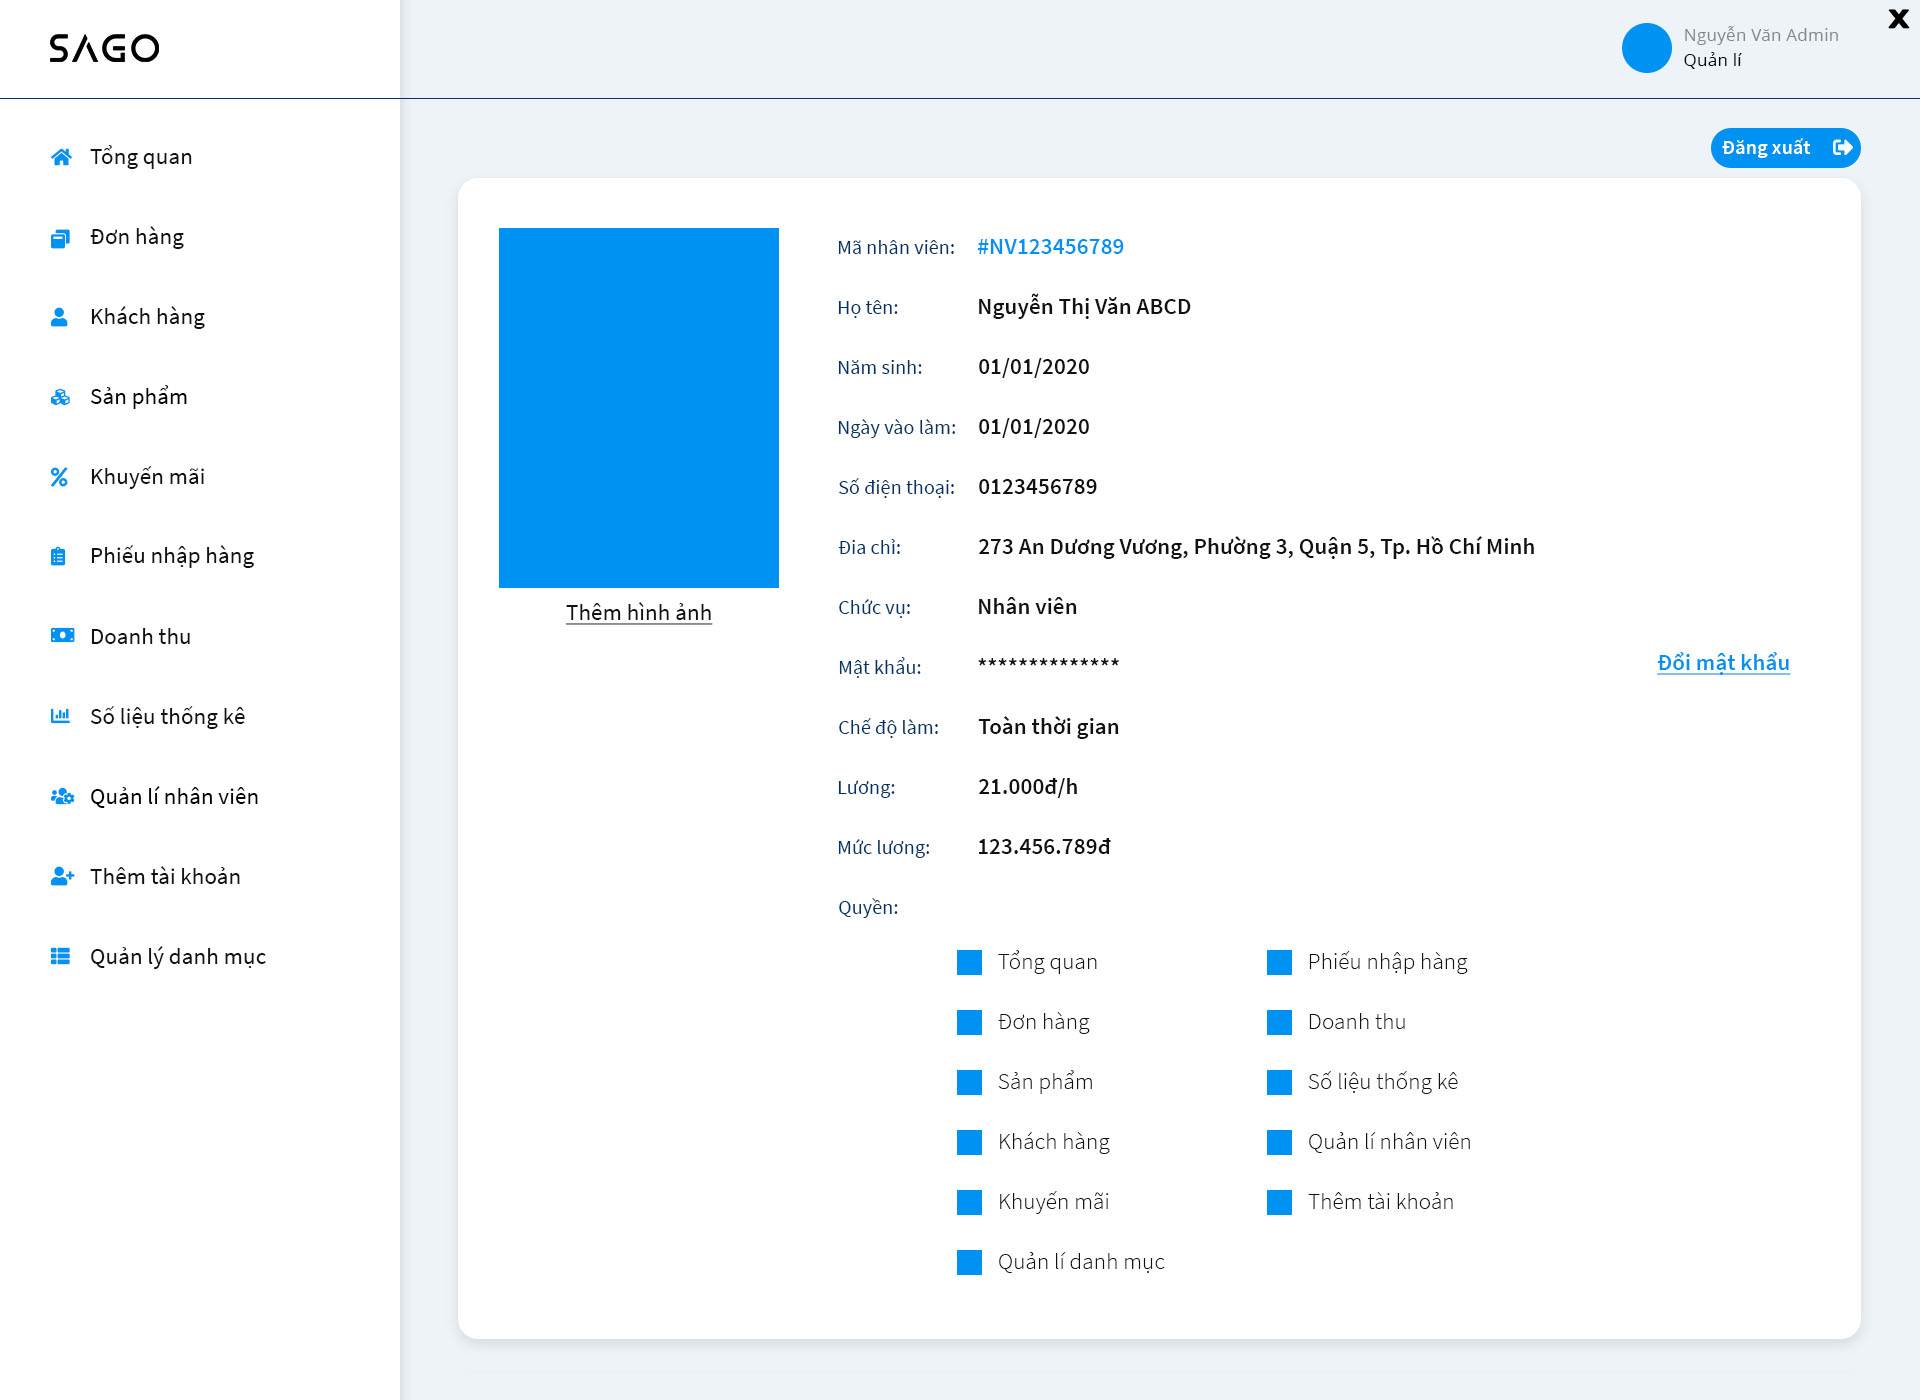 SAGO
Nguyễn Văn Admin
Quản lí
X
Đăng xuất
Tổng quan
Đơn hàng
Khách hàng
Sản phẩm
Khuyến mãi
Phiếu nhập hàng
Doanh thu
Số liệu thống kê
Quản lí nhân viên
Thêm tài khoản
Quản lý danh mục
Thêm hình ảnh
Mã nhân viên: #NV123456789
Họ tên: Nguyễn Thị Văn ABCD
Năm sinh: 01/01/2020
Ngày vào làm: 01/01/2020
Số điện thoại: 0123456789
Đia chỉ: 273 An Dương Vương, Phường 3, Quận 5, Tp. Hồ Chí Minh
Chức vụ: Nhân viên
Mật khẩu: ************** Đổi mật khẩu
Chế độ làm: Toàn thời gian
Lương: 21.000đ/h
Mức lương: 123.456.789đ
Quyền:
Tổng quan
Đơn hàng
Sản phẩm
Khách hàng
Khuyến mãi
Quản lí danh mục
Phiếu nhập hàng
Doanh thu
Số liệu thống kê
Quản lí nhân viên
Thêm tài khoản